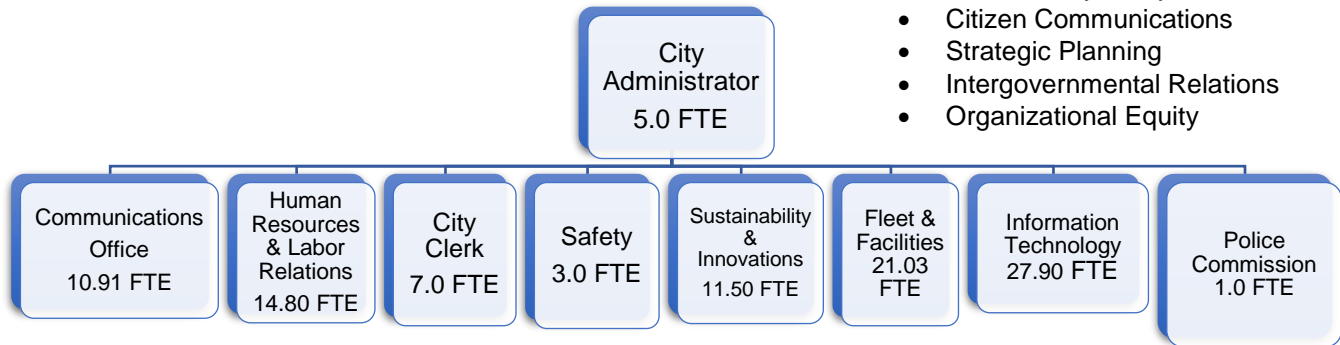 • Citizen Communications
• Strategic Planning
• Intergovernmental Relations
• Organizational Equity
City
Administrator
5.0 FTE
Communications
Office
10.91 FTE
Human
Resources
& Labor
Relations
14.80 FTE
City
Clerk
7.0 FTE
Safety
3.0 FTE
Sustainability
&
Innovations
11.50 FTE
Fleet &
Facilities
21.03
FTE
Information
Technology
27.90 FTE
Police
Commission
1.0 FTE